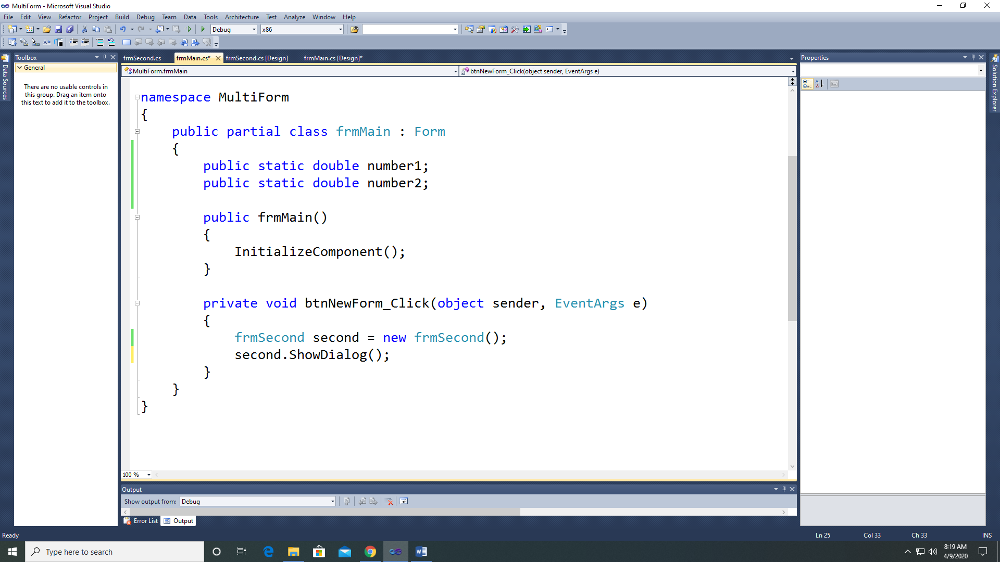 MultiForm - Microsoft Visual Studio
File Edit View Refactor Project Build Debug Team Data Tools Architecture Test Analyze Window Help
Debug x86
Data Sources
Toolbox
General
There are no usable controls in
this group. Drag an item onto
this text to add it to the toolbox.
frmSecond.cs frmMain.cs* frmSecond.cs [Design] frmMain.cs [Design]*
MultiForm.frmMain btnNewForm_Click(object sender, EventArgs e)
namespace MultiForm
{
public partial class frmMain : Form
{
public static double number1;
public static double number2;
public frmMain()
{
InitializeComponent();
}
private void btnNewForm_Click(object sender, EventArgs e)
{
frmSecond second = new frmSecond();
second.ShowDialog();
}
}
}
100 %
Output
Show output from: Debug
Error List Output
Properties
Solution Explorer
Ready Ln 25 Col 33 Ch 33 INS
Type here to search
8:19 AM
4/9/2020